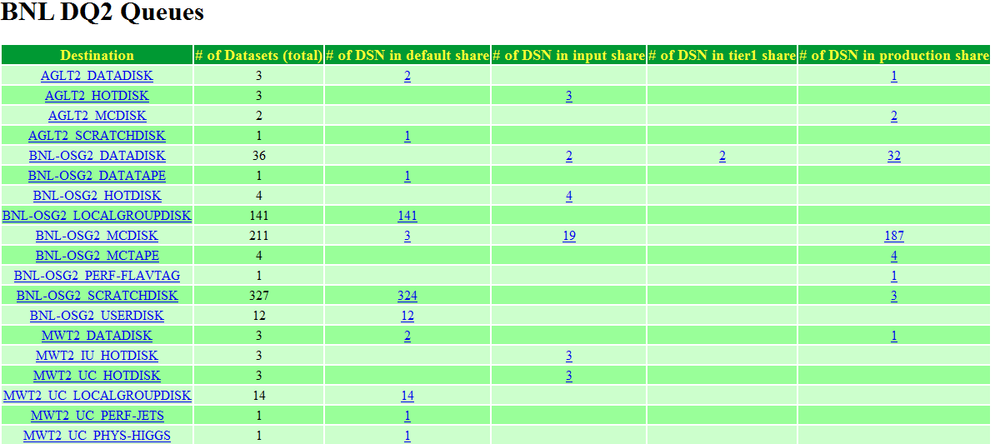 BNL DQ2 Queues
Destination # of Datasets (total) # of DSN in default share # of DSN in input share # of DSN in tier1 share # of DSN in production share
AGLT2_DATADISK 3 2 1
AGLT2_HOTDISK 3 3
AGLT2_MCDISK 2 2
AGLT2_SCRATCHDISK 1 1
BNL-OSG2_DATADISK 36 2 2 32
BNL-OSG2_DATATAPE 1 1
BNL-OSG2_HOTDISK 4 4
BNL-OSG2_LOCALGROUPDISK 141 141
BNL-OSG2_MCDISK 211 3 19 187
BNL-OSG2_MCTAPE 4 4
BNL-OSG2_PERF-FLAVTAG 1 1
BNL-OSG2_SCRATCHDISK 327 324 3
BNL-OSG2_USERDISK 12 12
MWT2_DATADISK 3 2 1
MWT2_IU_HOTDISK 3 3
MWT2_UC_HOTDISK 3 3
MWT2_UC_LOCALGROUPDISK 14 14
MWT2_UC_PERF-JETS 1 1
MWT2_UC_PHYS-HIGGS 1 1